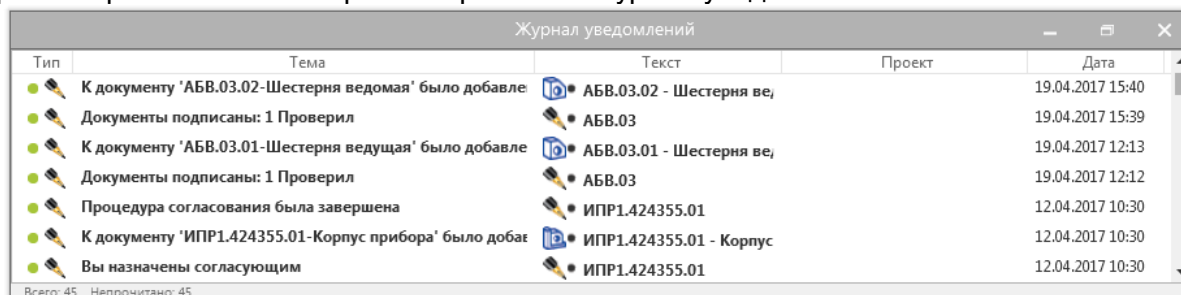 Журнал уведомлений
Тип Тема Текст Проект Дата
К документу 'АБВ.03.02-Шестерня ведомая' было добавле АБВ.03.02 - Шестерня вед 19.04.2017 15:40
Документы подписаны: 1 Проверил АБВ.03 19.04.2017 15:39
К документу 'АБВ.03.01-Шестерня ведущая' было добавле АБВ.03.01 - Шестерня вед 19.04.2017 12:13
Документы подписаны: 1 Проверил АБВ.03 19.04.2017 12:12
Процедура согласования была завершена ИПР1.424355.01 12.04.2017 10:30
К документу 'ИПР1.424355.01-Корпус прибора' было добав ИПР1.424355.01 - Корпус 12.04.2017 10:30
Вы назначены согласующим ИПР1.424355.01 12.04.2017 10:30
Всего: 45 Непрочитано: 45